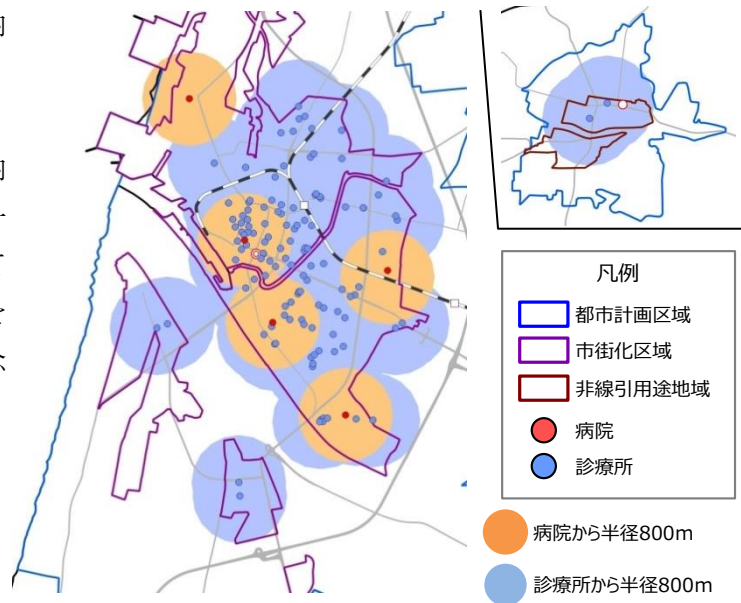 凡例
都市計画区域
市街化区域
非線引用途地域
病院
診療所
病院から半径800m
診療所から半径800m